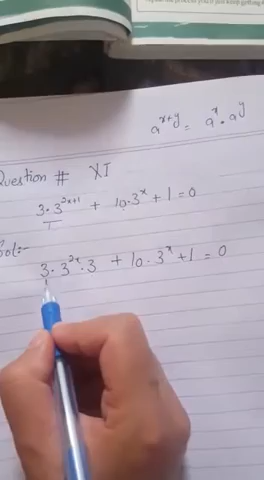 a^{x+y} = a^x . a^y
Question # XI
3.3^{2x+1} + 10.3^x + 1 = 0
Sol:-
3.3^{2x}.3 + 10.3^x + 1 = 0